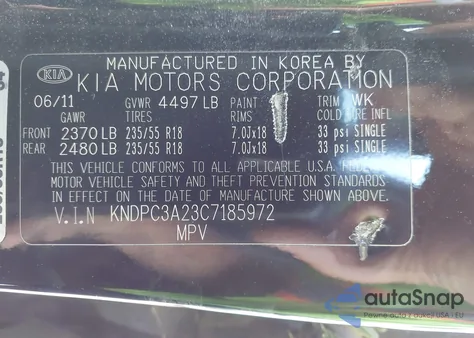 MANUFACTURED IN KOREA BY
KIA KIA MOTORS CORPORATION
06/11 GVWR 4497 LB PAINT TRIM WK
GAWR TIRES RIMS COLD INFL
FRONT 2370 LB 235/55 R18 7.0Jx18 33 psi SINGLE
REAR 2480 LB 235/55 R18 7.0Jx18 33 psi SINGLE
THIS VEHICLE CONFORMS TO ALL APPLICABLE U.S.A.
MOTOR VEHICLE SAFETY AND THEFT PREVENTION STANDARDS
IN EFFECT ON THE DATE OF MANUFACTURE SHOWN ABOVE.
V.I.N KNDPC3A23C7185972
MPV
autoSnap